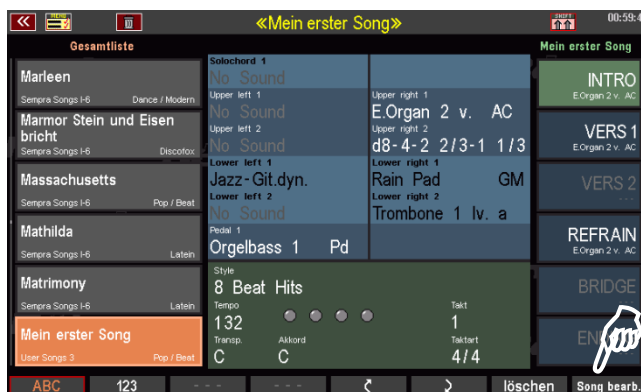 MENU
«Mein erster Song»
SHIFT
00:59:4
Gesamtliste
Mein erster Song
Marleen
Sempra Songs I-6 Dance / Modern
Marmor Stein und Eisen
bricht
Sempra Songs I-6 Discofox
Massachusetts
Sempra Songs I-6 Pop / Beat
Mathilda
Sempra Songs I-6 Latein
Matrimony
Sempra Songs I-6 Latein
Mein erster Song
User Songs 3 Pop / Beat
Solochord 1
No Sound
Upper left 1
No Sound
Upper left 2
No Sound
Lower left 1
Jazz-Git.dyn.
Lower left 2
No Sound
Pedal 1
Orgelbass 1 Pd
Upper right 1
E.Organ 2 v. AC
Upper right 2
d8-4-2 2/3-1 1/3
Lower right 1
Rain Pad GM
Lower right 2
Trombone 1 lv. a
Style
8 Beat Hits
Tempo
132
Takt
1
Transp. Akkord Taktart
C C 4/4
INTRO
E.Organ 2 v. AC
VERS 1
E.Organ 2 v. AC
VERS 2
- - -
REFRAIN
E.Organ 2 v. AC
BRIDGE
ABC 123 - - - - - - löschen Song bearb.